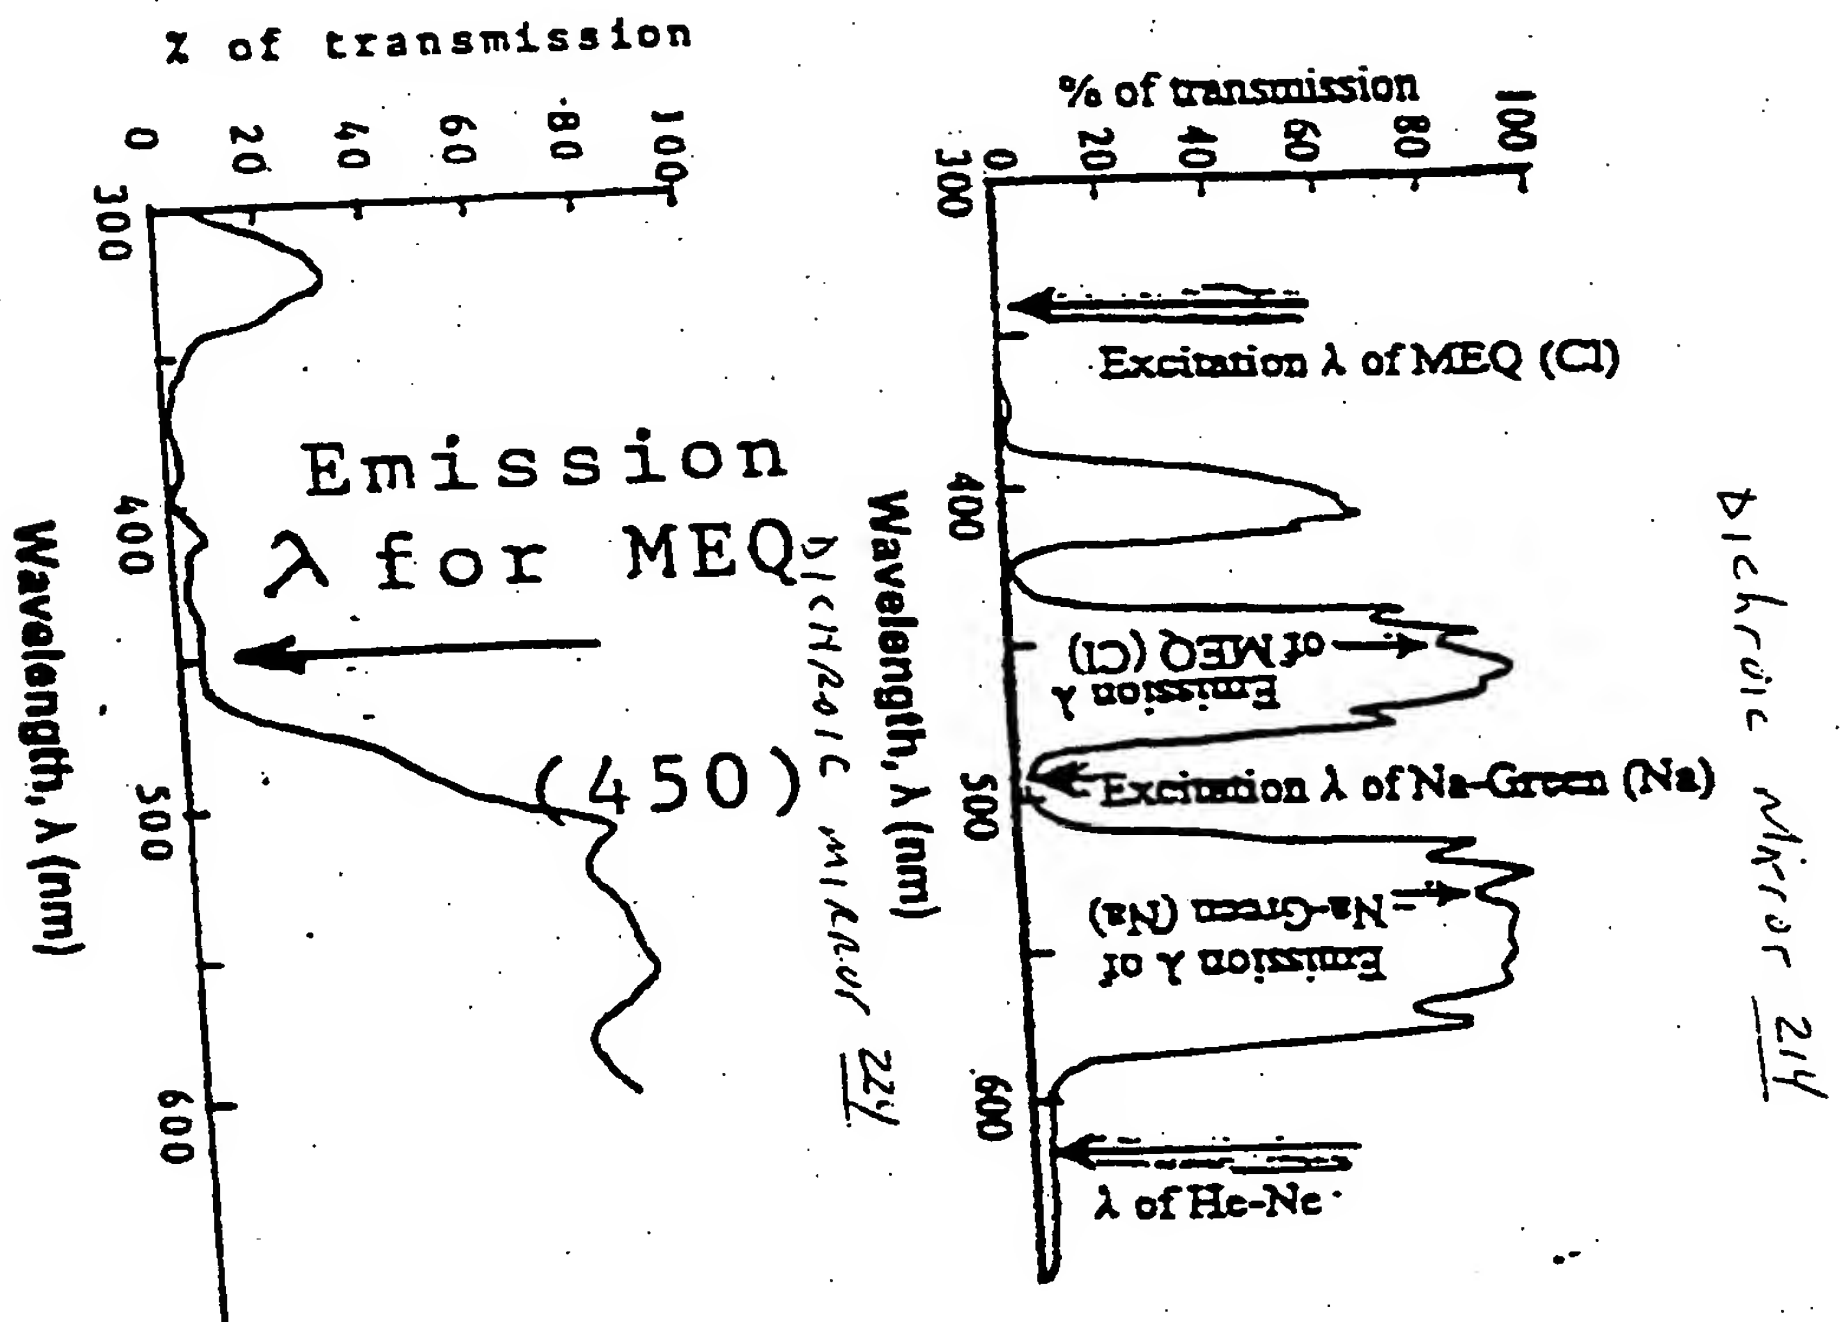 % of transmission
0 20 40 60 80 100
300
400
500
600
Wavelength, λ (nm)
Emission
λ for MEQ
(450)
DICHROIC MIRROR 224
% of transmission
0 20 40 60 80 100
300
400
500
600
Wavelength, λ (nm)
Excitation λ of MEQ (Cl)
Emission λ
of MEQ (Cl)
Excitation λ of Na-Green (Na)
Emission λ of
Na-Green (Na)
λ of He-Ne
Dichroic Mirror 214